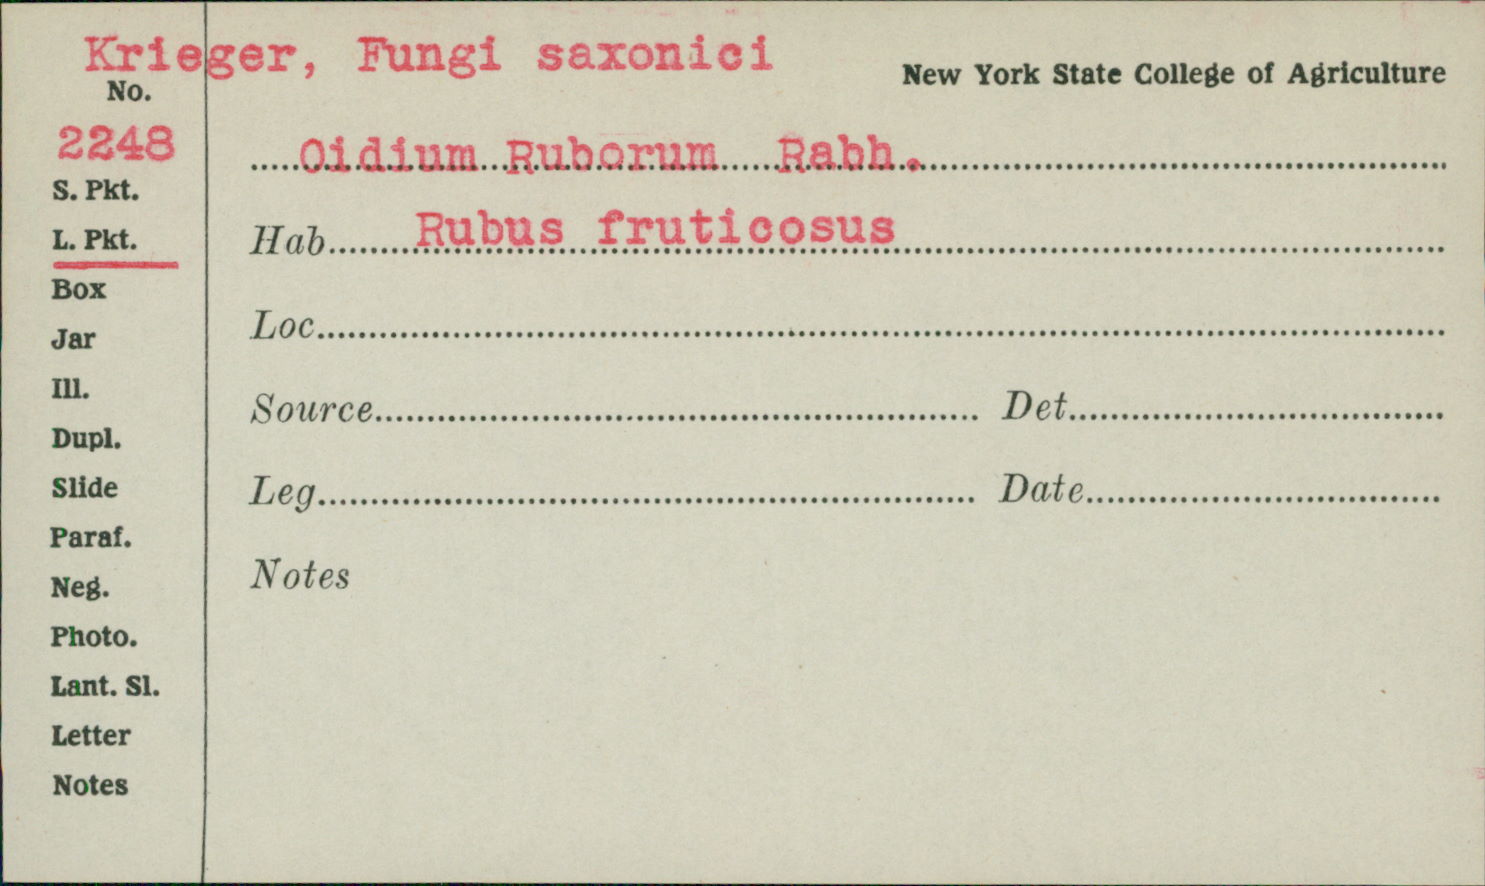 Krieger, Fungi saxonici
New York State College of Agriculture
No.
2248
Oidium Ruborum Rabh.
S. Pkt.
L. Pkt.
Hab. Rubus fruticosus
Box
Loc.
Jar
Ill.
Source Det.
Dupl.
Slide
Leg. Date
Paraf.
Neg.
Notes
Photo.
Lant. Sl.
Letter
Notes